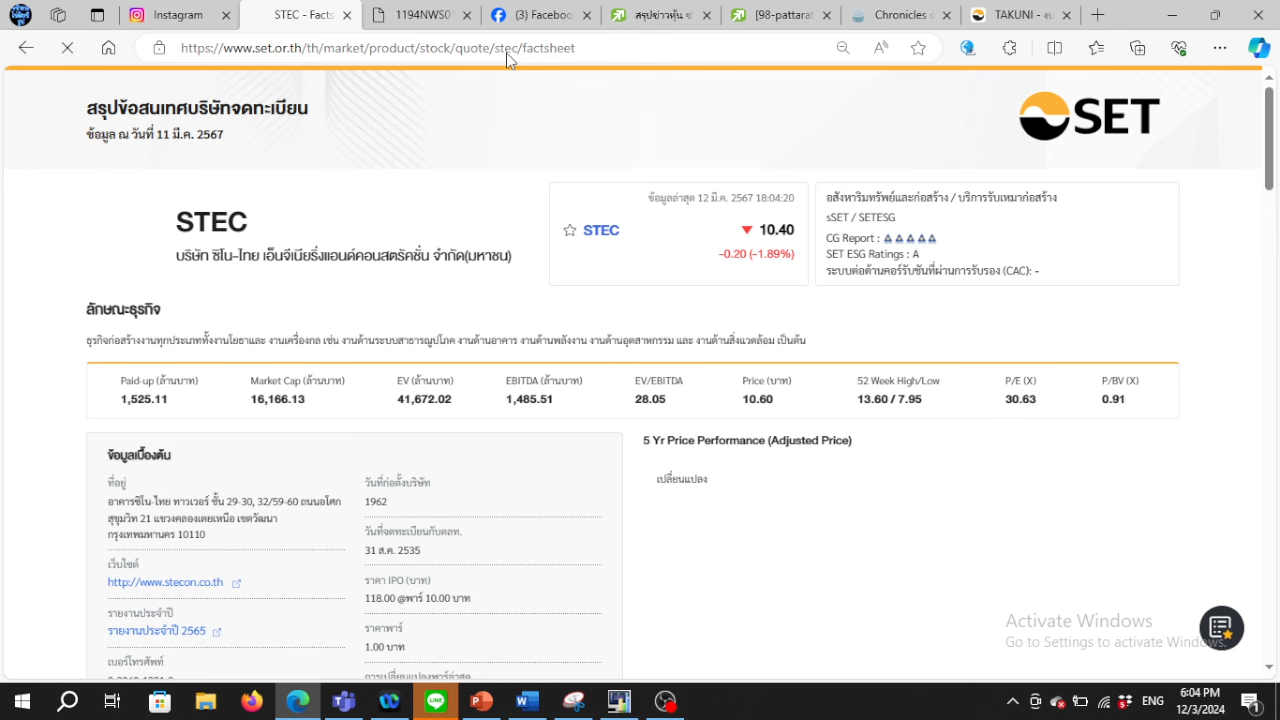 Instagram
STEC - Facts
1194NVDR
(3) Facebook
สรุปข่าวหุ้น ข
(98-patarad
Chronicles
TAKUNI - ดบ
https://www.set.or.th/th/market/product/stock/quote/stec/factsheet
สรุปข้อสนเทศบริษัทจดทะเบียน
ข้อมูล ณ วันที่ 11 มี.ค. 2567
SET
STEC
บริษัท ซิโน-ไทย เอ็นจีเนียริ่งแอนด์คอนสตรัคชั่น จำกัด(มหาชน)
ข้อมูลล่าสุด 12 มี.ค. 2567 18:04:20
STEC ▼ 10.40
-0.20 (-1.89%)
อสังหาริมทรัพย์และก่อสร้าง / บริการรับเหมาก่อสร้าง
sSET / SETESG
CG Report :
SET ESG Ratings : A
ระบบต่อต้านคอร์รัปชันที่ผ่านการรับรอง (CAC): -
ลักษณะธุรกิจ
ธุรกิจก่อสร้างงานทุกประเภททั้งงานโยธาและ งานเครื่องกล เช่น งานด้านระบบสาธารณูปโภค งานด้านอาคาร งานด้านพลังงาน งานด้านอุตสาหกรรม และ งานด้านสิ่งแวดล้อม เป็นต้น
Paid-up (ล้านบาท) Market Cap (ล้านบาท) EV (ล้านบาท) EBITDA (ล้านบาท) EV/EBITDA Price (บาท) 52 Week High/Low P/E (X) P/BV (X)
1,525.11 16,166.13 41,672.02 1,485.51 28.05 10.60 13.60 / 7.95 30.63 0.91
ข้อมูลเบื้องต้น
ที่อยู่
อาคารซิโน-ไทย ทาวเวอร์ ชั้น 29-30, 32/59-60 ถนนอโศก
สุขุมวิท 21 แขวงคลองเตยเหนือ เขตวัฒนา
กรุงเทพมหานคร 10110
เว็บไซต์
http://www.stecon.co.th
รายงานประจำปี
รายงานประจำปี 2565
เบอร์โทรศัพท์
วันที่ก่อตั้งบริษัท
1962
วันที่จดทะเบียนกับตลท.
31 ส.ค. 2535
ราคา IPO (บาท)
118.00 @พาร์ 10.00 บาท
ราคาพาร์
1.00 บาท
การเปลี่ยนแปลงพาร์ล่าสุด
5 Yr Price Performance (Adjusted Price)
เปลี่ยนแปลง
Activate Windows
Go to Settings to activate Windows.
ENG
6:04 PM
12/3/2024